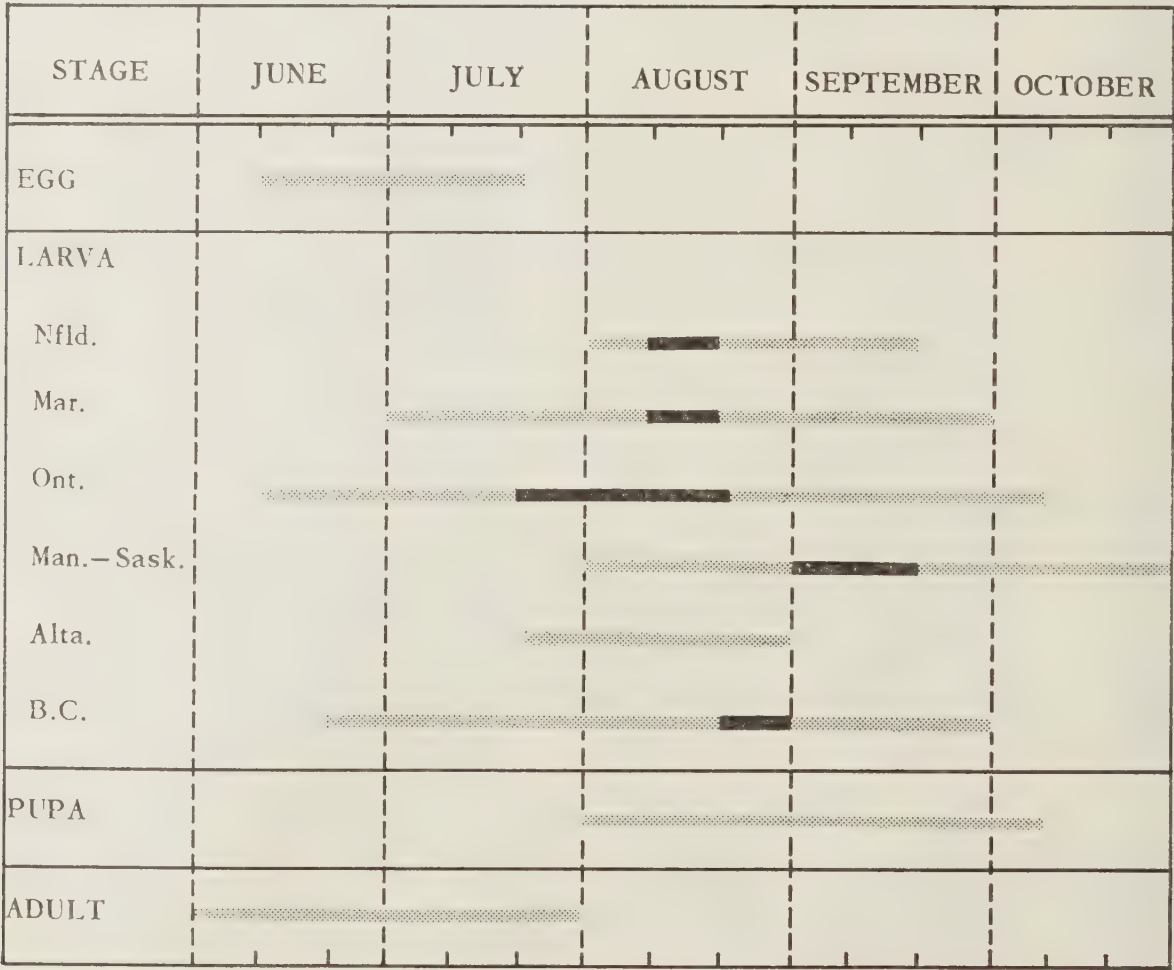 STAGE JUNE JULY AUGUST SEPTEMBER OCTOBER
EGG
LARVA
Nfld.
Mar.
Ont.
Man.–Sask.
Alta.
B.C.
PUPA
ADULT